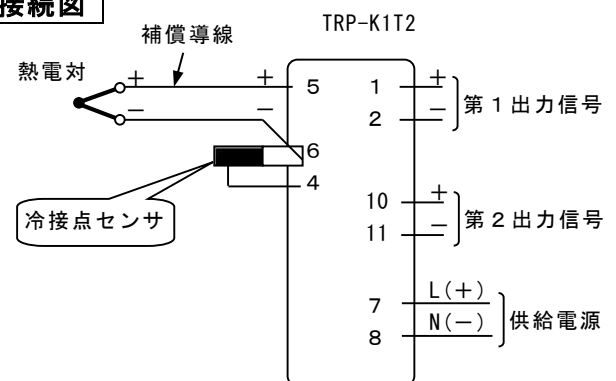 接続図
TRP-K1T2
補償導線
熱電対
+ + 5
− − 6
4
冷接点センサ
1 +
2 −
第1出力信号
10 +
11 −
第2出力信号
7 L(+)
8 N(−)
供給電源